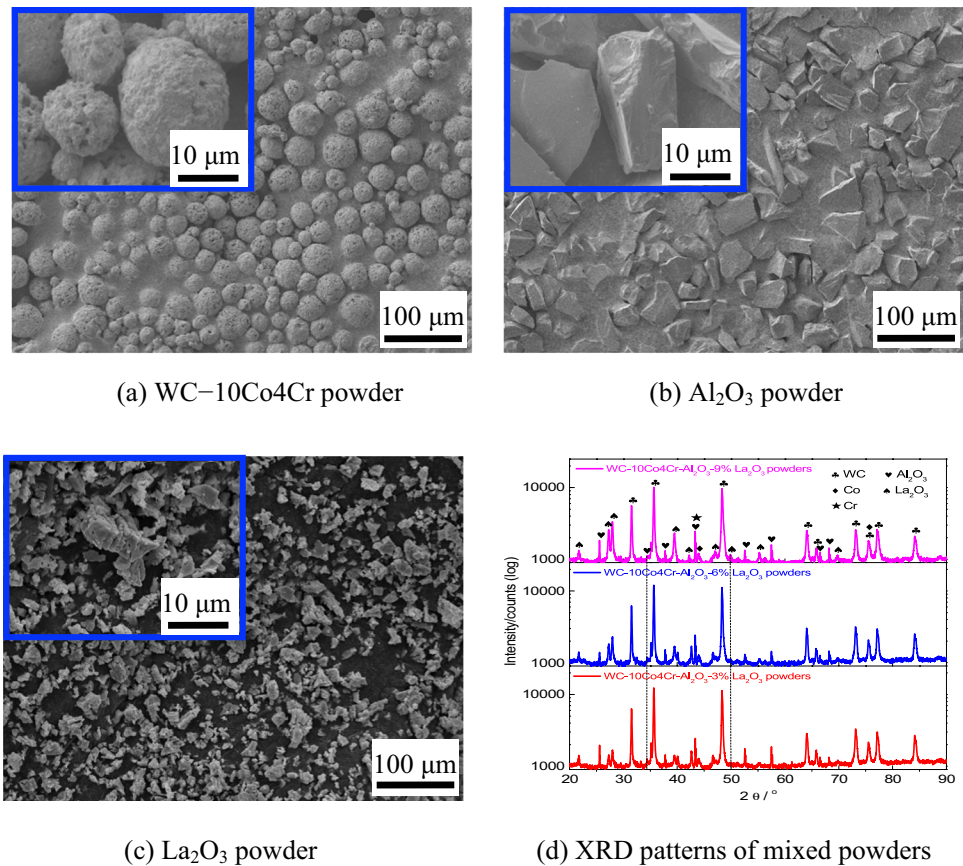 10 μm
100 μm
10 μm
100 μm
(a) WC−10Co4Cr powder
(b) Al₂O₃ powder
10 μm
100 μm
WC-10Co4Cr-Al₂O₃-9% La₂O₃ powders
♣ WC ♥ Al₂O₃
♦ Co ♠ La₂O₃
★ Cr
10000
1000
WC-10Co4Cr-Al₂O₃-6% La₂O₃ powders
10000
1000
WC-10Co4Cr-Al₂O₃-3% La₂O₃ powders
10000
1000
Intensity/counts (log)
20 30 40 50 60 70 80 90
2 θ / °
(c) La₂O₃ powder
(d) XRD patterns of mixed powders